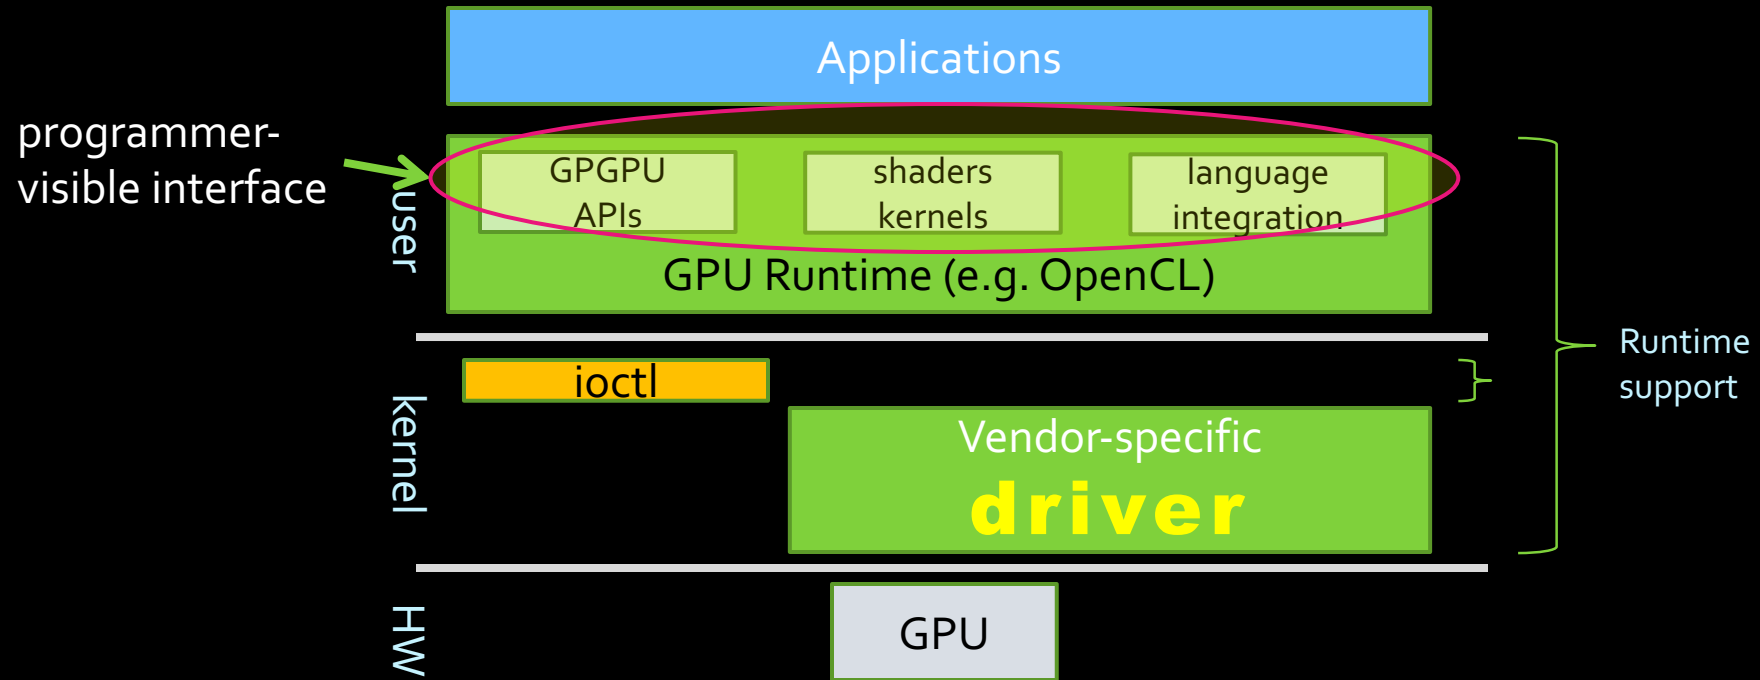 Applications
programmer-
visible interface
GPGPU
APIs
shaders
kernels
language
integration
user
GPU Runtime (e.g. OpenCL)
Runtime
support
ioctl
kernel
Vendor-specific
driver
HW
GPU